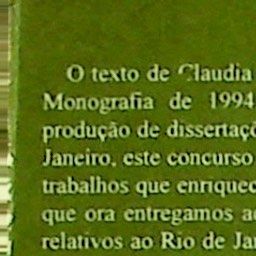 O texto de Claudia
Monografia de 1994
produção de dissertaçõ
Janeiro, este concurso
trabalhos que enriquec
que ora entregamos ao
relativos ao Rio de Jan